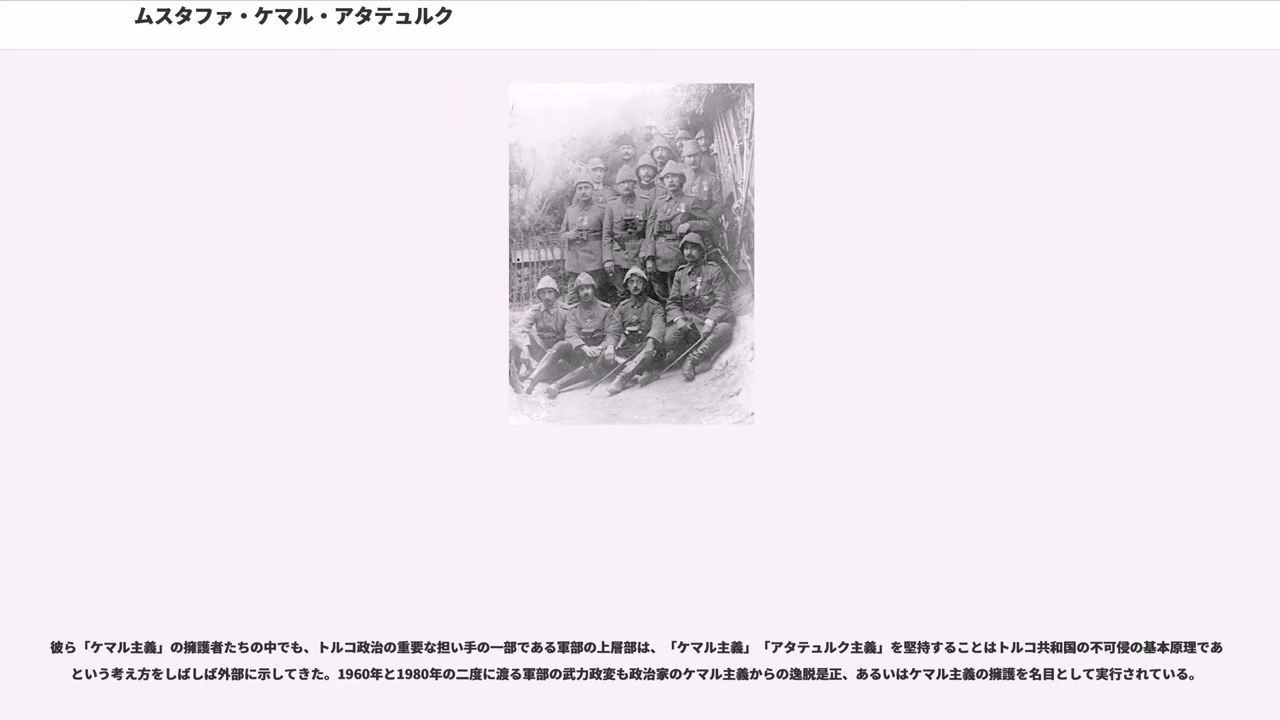 ムスタファ・ケマル・アタテュルク
彼ら「ケマル主義」の擁護者たちの中でも、トルコ政治の重要な担い手の一部である軍部の上層部は、「ケマル主義」「アタテュルク主義」を堅持することはトルコ共和国の不可侵の基本原理であ
という考え方をしばしば外部に示してきた。1960年と1980年の二度に渡る軍部の武力政変も政治家のケマル主義からの逸脱是正、あるいはケマル主義の擁護を名目として実行されている。